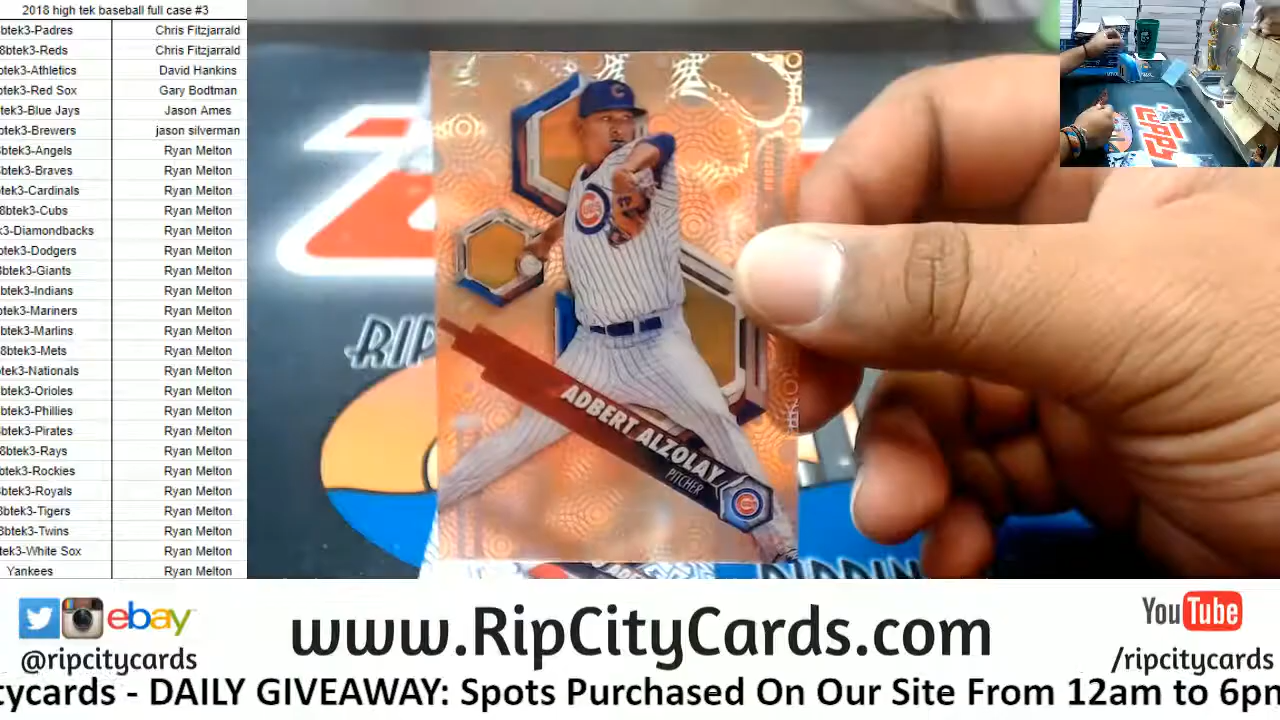 2018 high tek baseball full case #3
btek3-Padres Chris Fitzjarrald
8btek3-Reds Chris Fitzjarrald
otek3-Athletics David Hankins
btek3-Red Sox Gary Bodtman
btek3-Blue Jays Jason Ames
btek3-Brewers jason silverman
btek3-Angels Ryan Melton
btek3-Braves Ryan Melton
tek3-Cardinals Ryan Melton
8btek3-Cubs Ryan Melton
k3-Diamondbacks Ryan Melton
btek3-Dodgers Ryan Melton
8btek3-Giants Ryan Melton
btek3-Indians Ryan Melton
btek3-Mariners Ryan Melton
btek3-Marlins Ryan Melton
8btek3-Mets Ryan Melton
btek3-Nationals Ryan Melton
btek3-Orioles Ryan Melton
btek3-Phillies Ryan Melton
btek3-Pirates Ryan Melton
8btek3-Rays Ryan Melton
btek3-Rockies Ryan Melton
btek3-Royals Ryan Melton
8btek3-Tigers Ryan Melton
8btek3-Twins Ryan Melton
tek3-White Sox Ryan Melton
Yankees Ryan Melton
ADBERT ALZOLAY
PITCHER
RIP
RIPPIN
ebay
@ripcitycards
www.RipCityCards.com
YouTube
/ripcitycards
tycards - DAILY GIVEAWAY: Spots Purchased On Our Site From 12am to 6pm